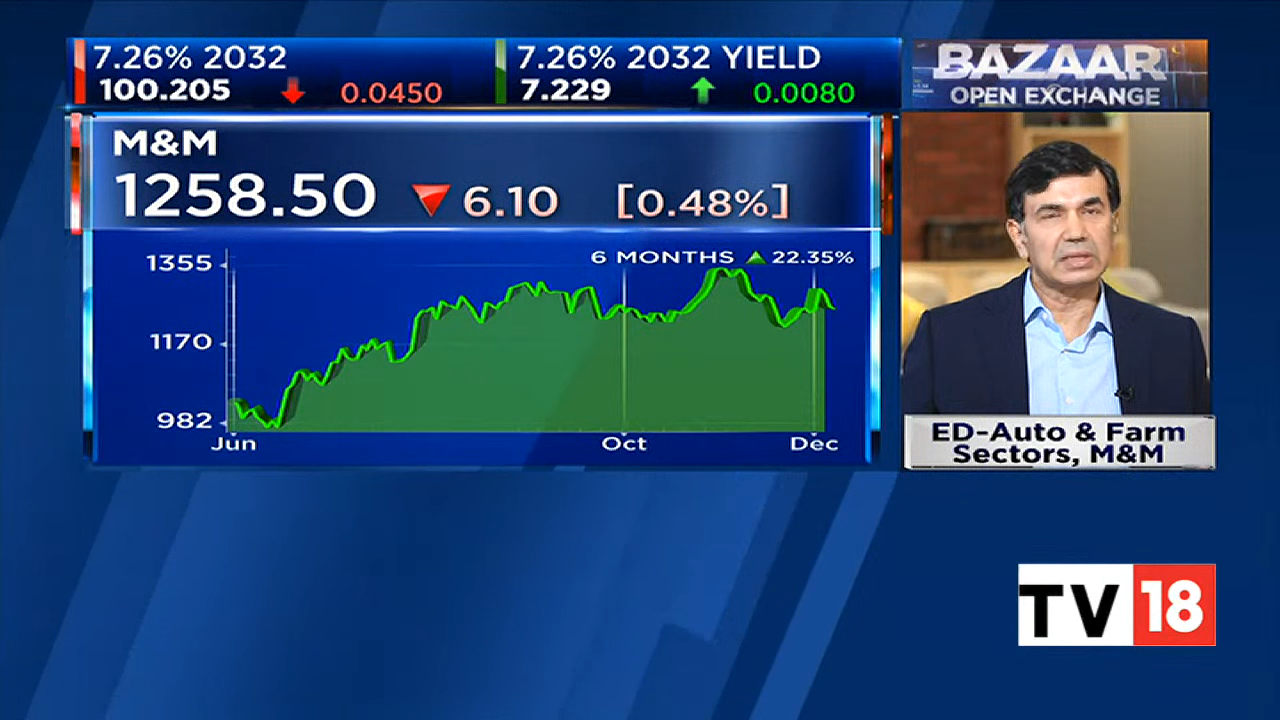 7.26% 2032
100.205 0.0450
7.26% 2032 YIELD
7.229 0.0080
BAZAAR
OPEN EXCHANGE
M&M
1258.50 6.10 [0.48%]
6 MONTHS 22.35%
1355
1170
982
Jun Oct Dec
ED-Auto & Farm
Sectors, M&M
TV18